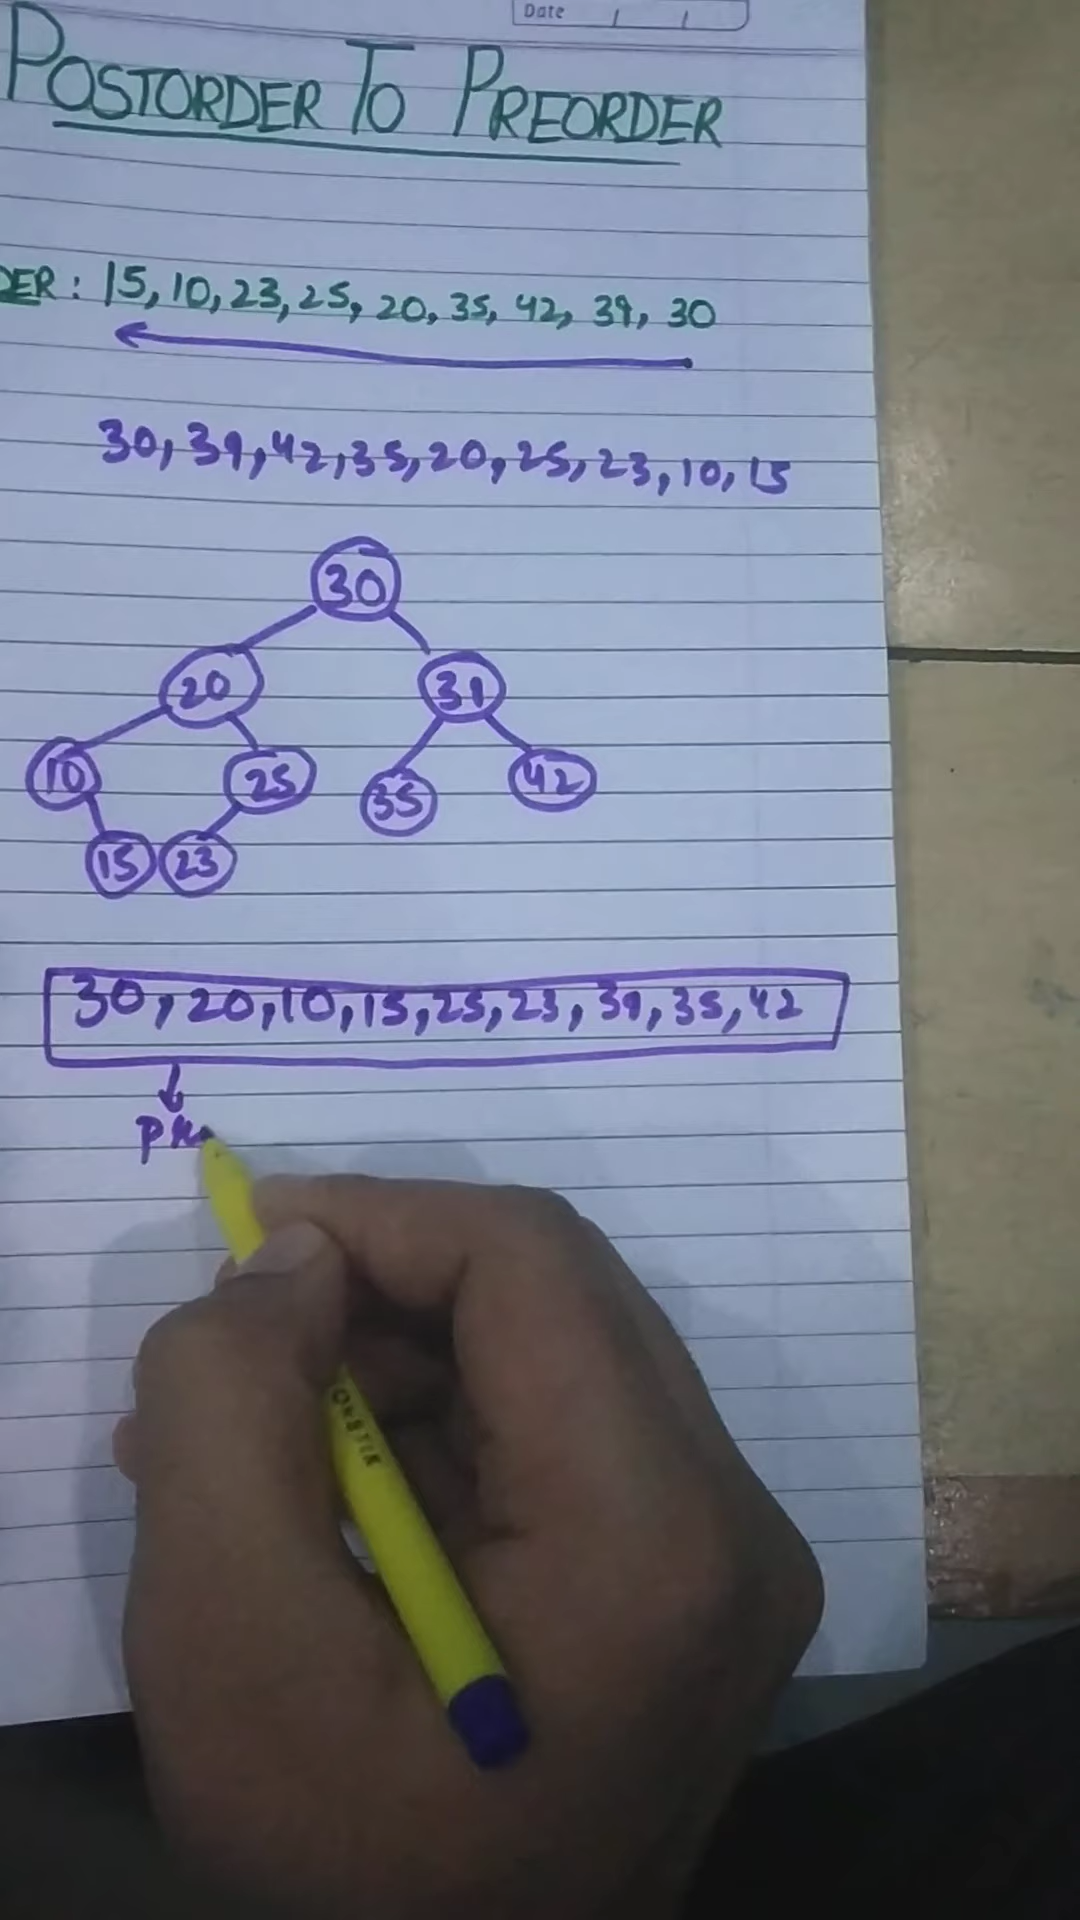 Date / /
POSTORDER TO PREORDER
DER: 15, 10, 23, 25, 20, 35, 42, 39, 30
30, 39, 42, 35, 20, 25, 23, 10, 15
30
20 31
10 25 35 42
15 23
30, 20, 10, 15, 25, 23, 39, 35, 42